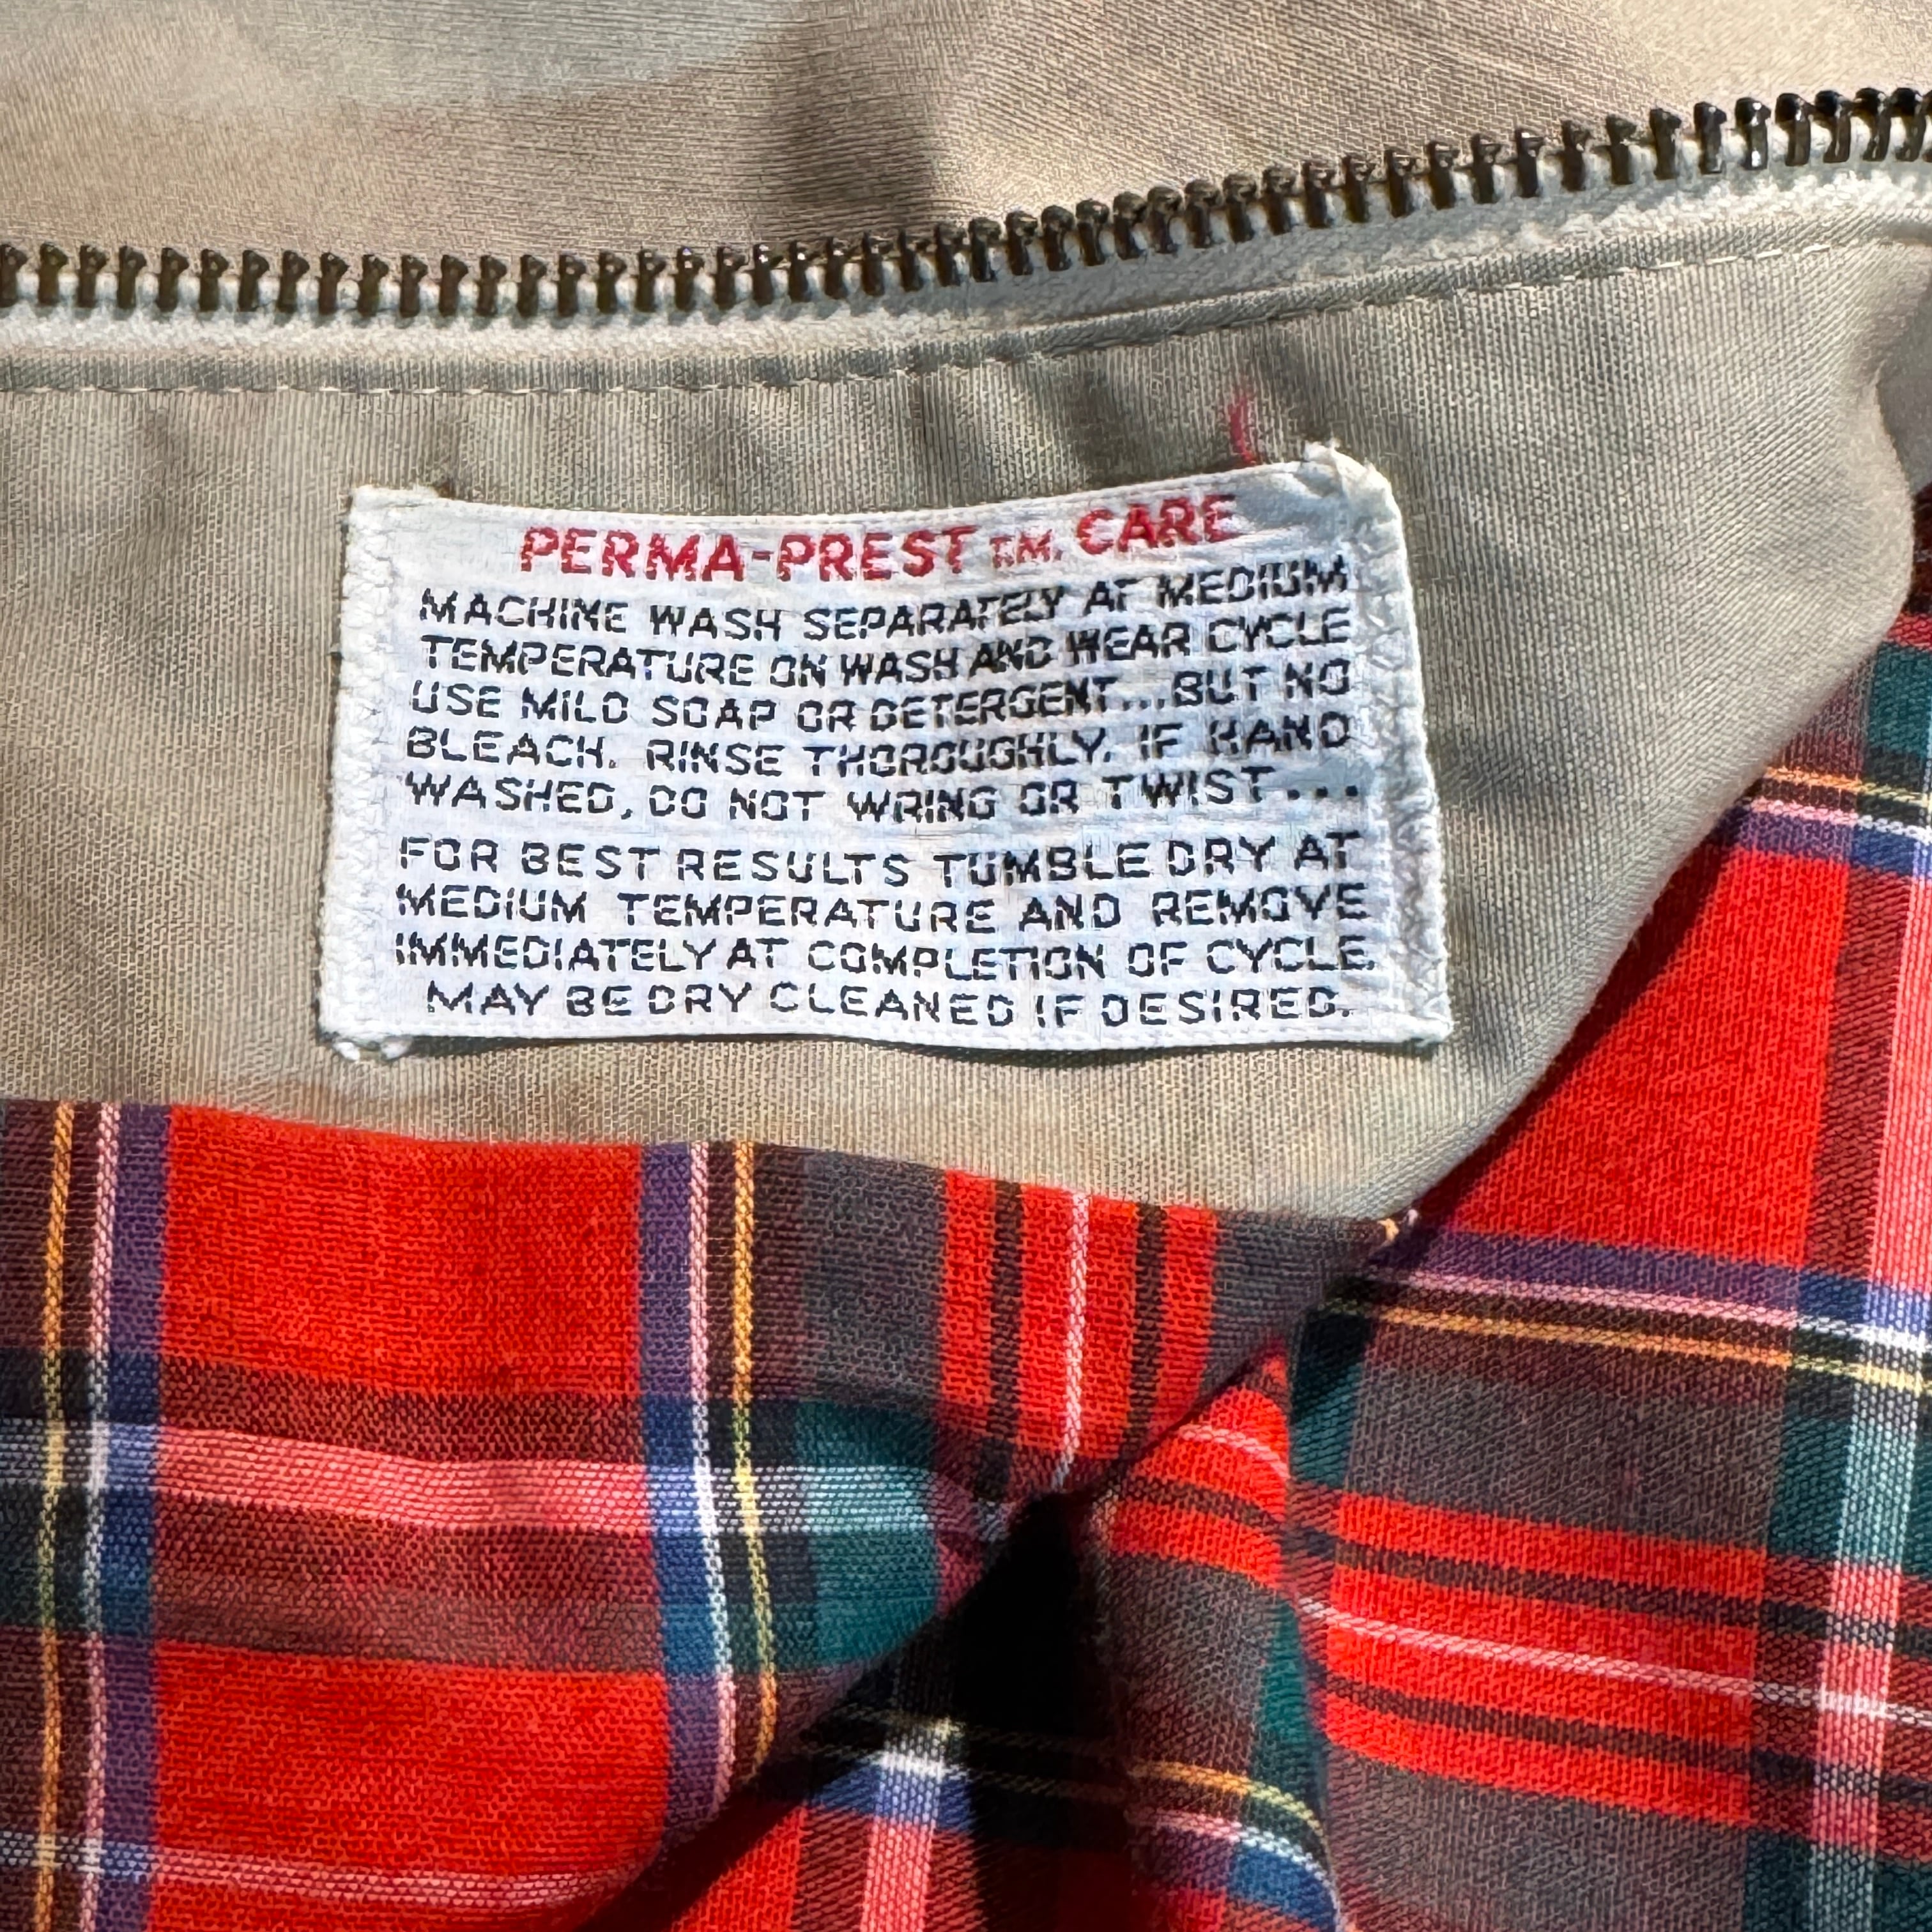 PERMA-PREST T.M. CARE
MACHINE WASH SEPARATELY AT MEDIUM
TEMPERATURE ON WASH AND WEAR CYCLE
USE MILD SOAP OR DETERGENT...BUT NO
BLEACH. RINSE THOROUGHLY. IF HAND
WASHED, DO NOT WRING OR TWIST...
FOR BEST RESULTS TUMBLE DRY AT
MEDIUM TEMPERATURE AND REMOVE
IMMEDIATELY AT COMPLETION OF CYCLE.
MAY BE DRY CLEANED IF DESIRED.